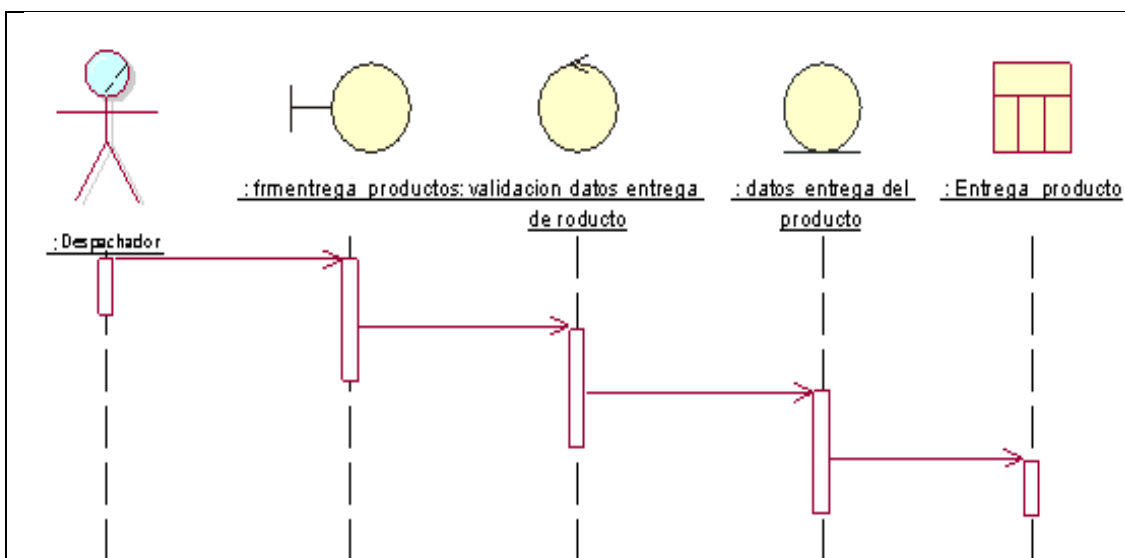 : Despachador
: frmentrega productos
: validacion datos entrega
de roducto
: datos entrega del
producto
: Entrega producto